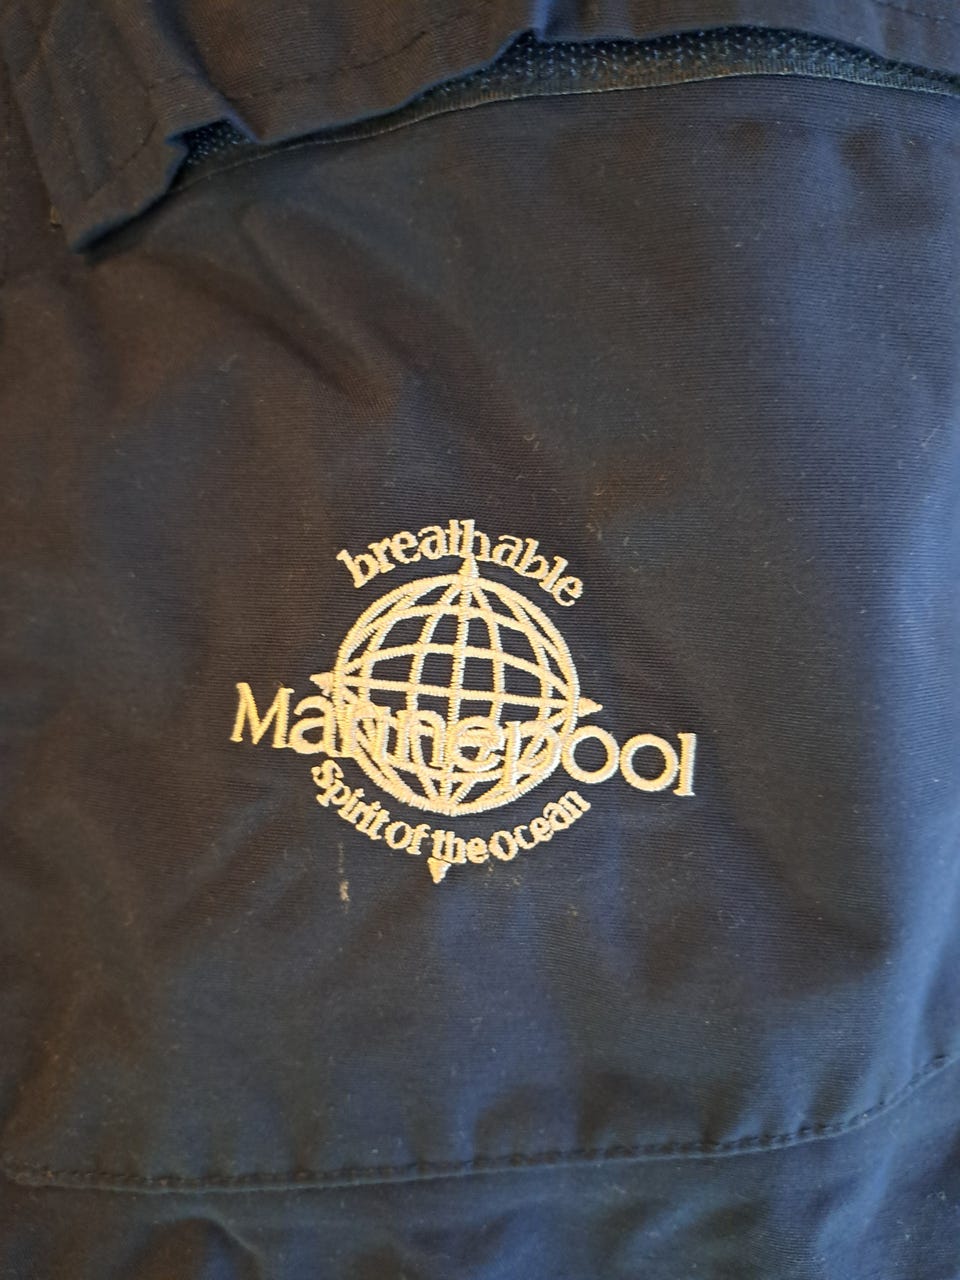 breathable
Marinepool
Spirit of the Ocean